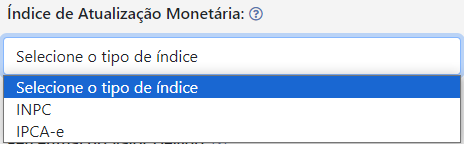 Índice de Atualização Monetária:
Selecione o tipo de índice
Selecione o tipo de índice
INPC
IPCA-e